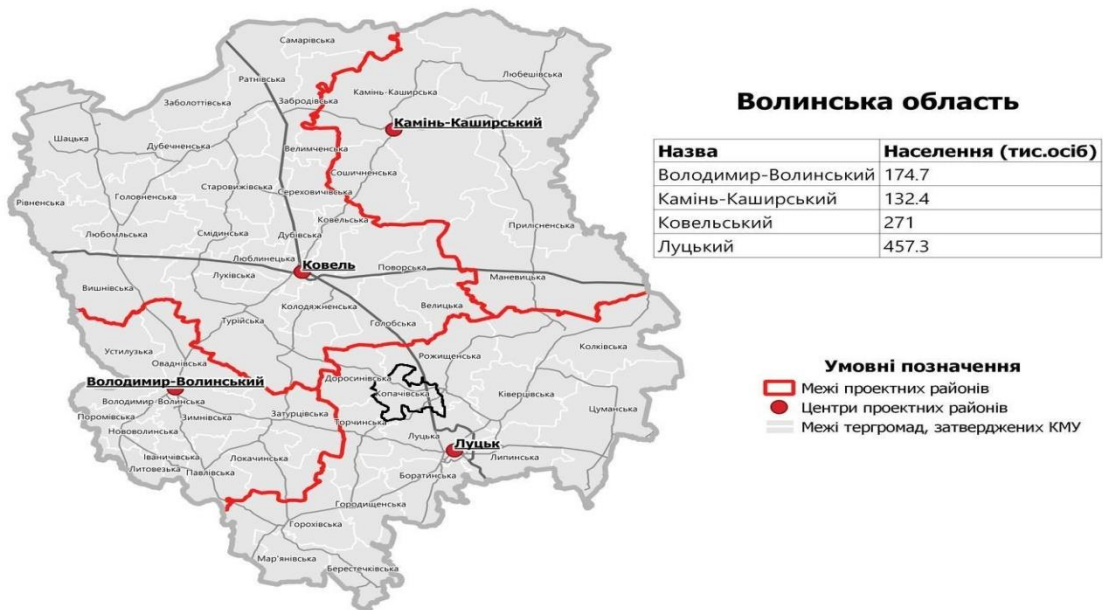 Волинська область
Назва Населення (тис.осіб)
Володимир-Волинський 174.7
Камінь-Каширський 132.4
Ковельський 271
Луцький 457.3
Умовні позначення
Межі проектних районів
Центри проектних районів
Межі тергромад, затверджених КМУ
Самарівська
Любешівська
Ратнівська
Камінь-Каширська
Заболоттівська
Забродівська
Камінь-Каширський
Шацька
Дубечненська
Велимченська
Сошичненська
Старовижівська
Сереховичівська
Головненська
Рівненська
Ковельська
Прилісненська
Любомльська
Смідинська
Дубівська
Люблинецька
Ковель
Поворська
Луківська
Маневицька
Вишнівська
Колодяжненська
Велицька
Турійська
Голобська
Устилузька
Колківська
Оваднівська
Рожищенська
Володимир-Волинський
Доросинівська
Копачівська
Ківерцівська
Володимир-Волинська
Цуманська
Поромівська
Зимнівська
Затурцівська
Торчинська
Нововолинська
Луцька
Луцьк
Іваничівська
Локачинська
Липинська
Литовезька
Павлівська
Боратинська
Городищенська
Горохівська
Мар'янівська
Берестечківська